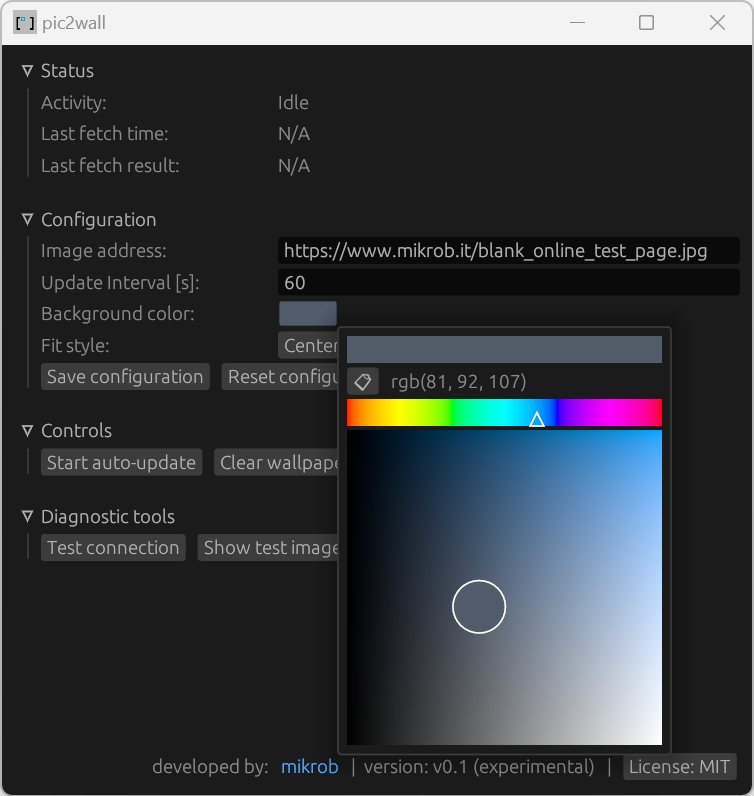 pic2wall
Status
Activity: Idle
Last fetch time: N/A
Last fetch result: N/A
Configuration
Image address: https://www.mikrob.it/blank_online_test_page.jpg
Update Interval [s]: 60
Background color:
Fit style: Center
Save configuration Reset configu
rgb(81, 92, 107)
Controls
Start auto-update Clear wallpape
Diagnostic tools
Test connection Show test image
developed by: mikrob | version: v0.1 (experimental) | License: MIT